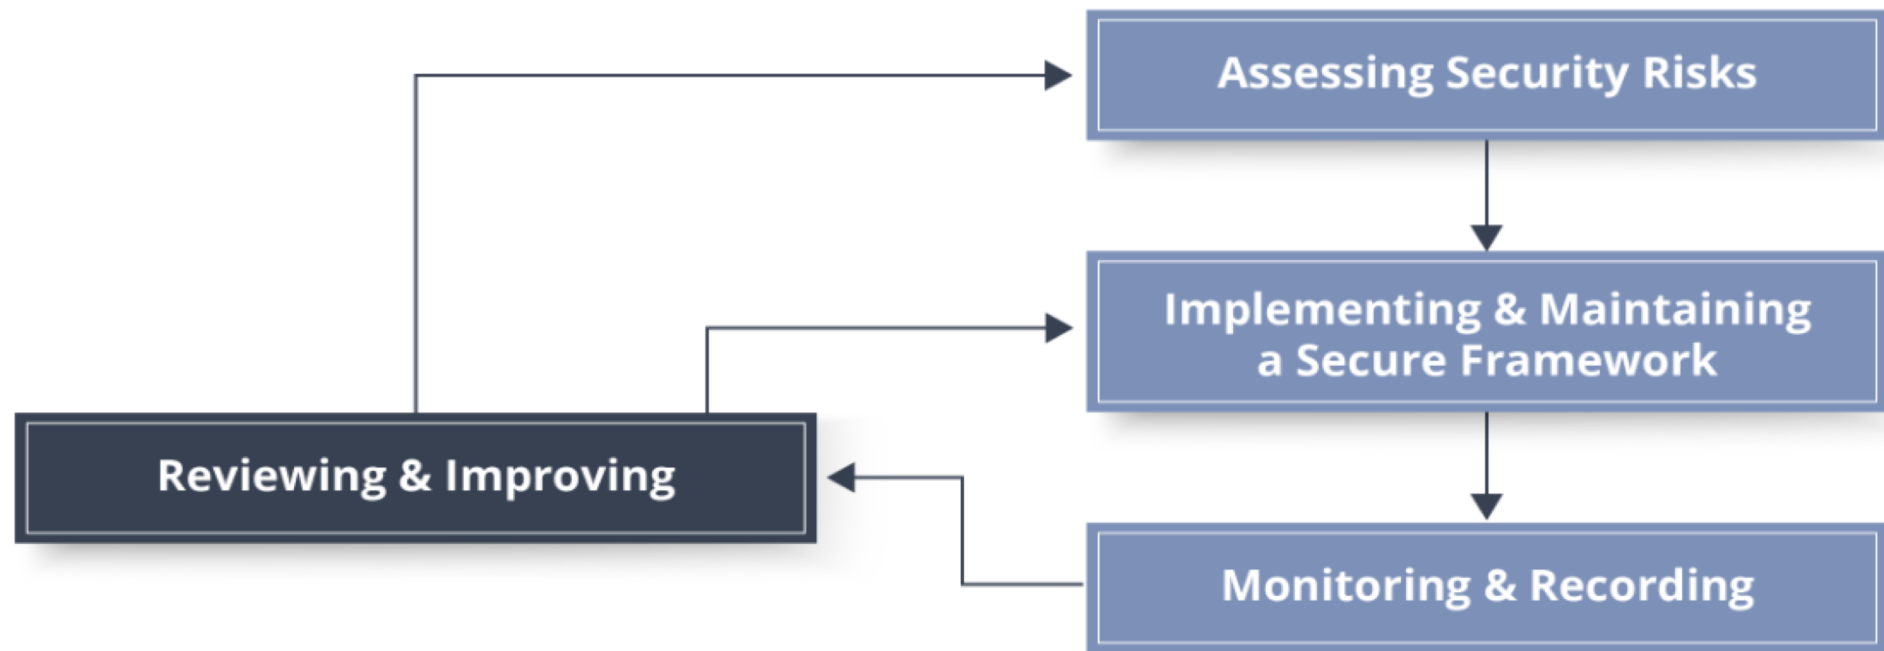 Assessing Security Risks
Implementing & Maintaining
a Secure Framework
Reviewing & Improving
Monitoring & Recording